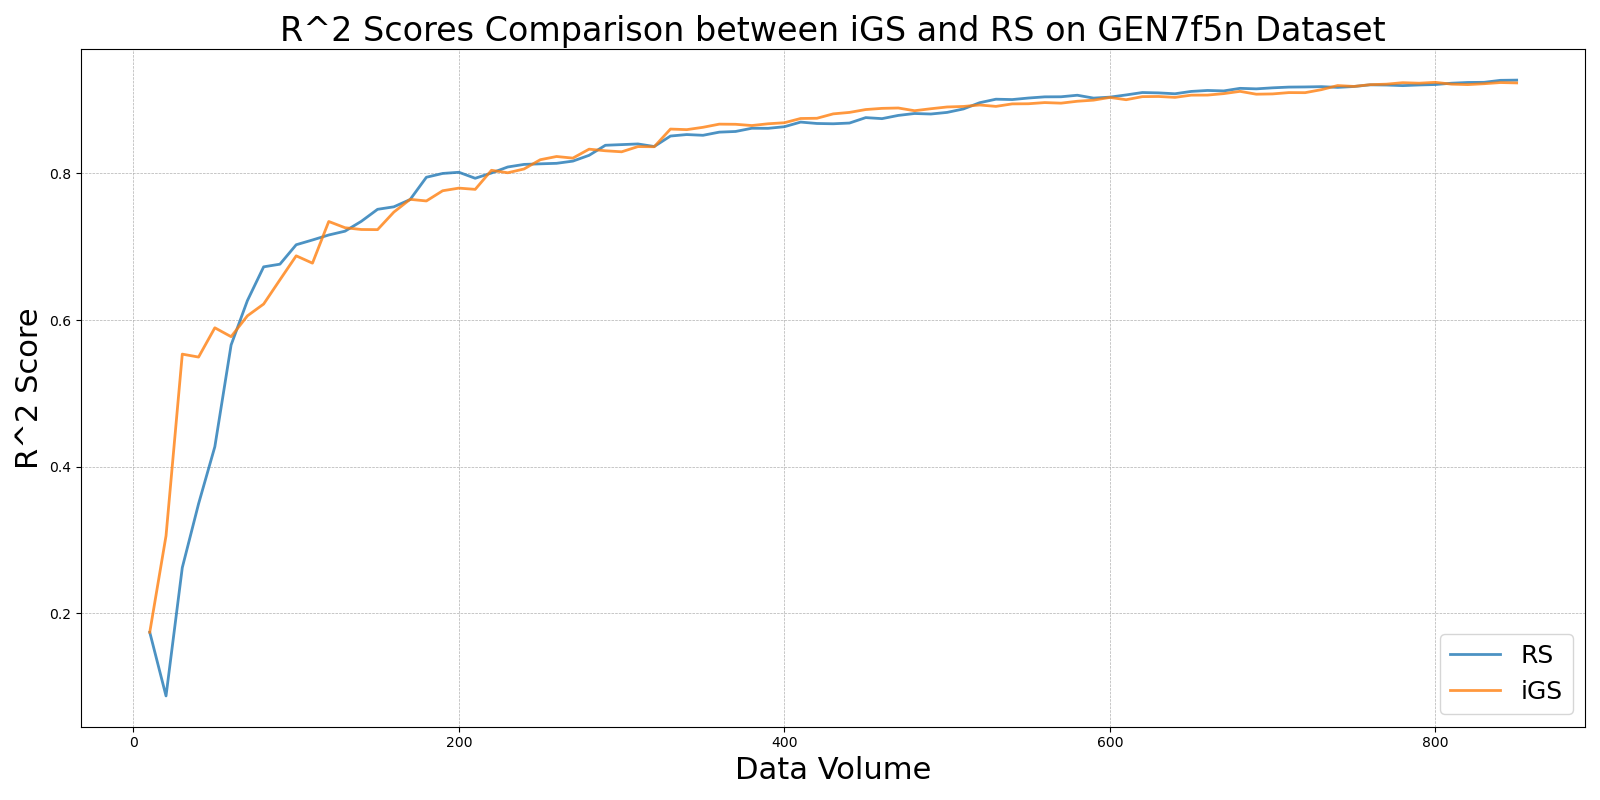 R^2 Scores Comparison between iGS and RS on GEN7f5n Dataset
R^2 Score
0.8
0.6
0.4
0.2
0
200
400
600
800
Data Volume
RS
iGS